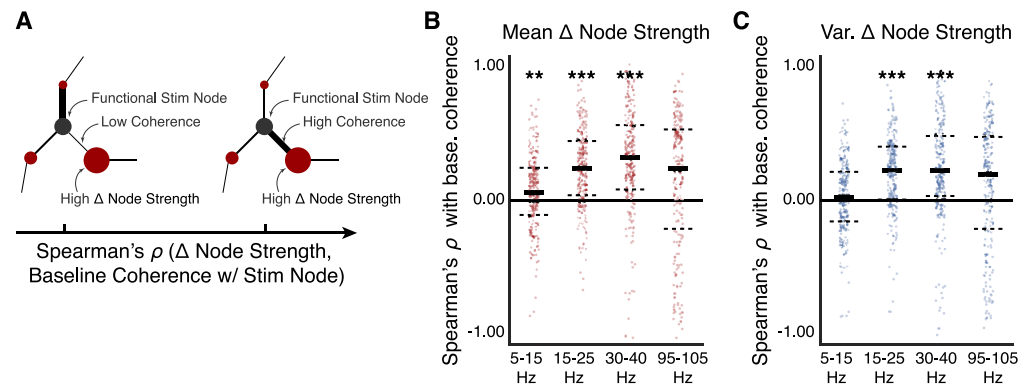 A
Functional Stim Node
Low Coherence
High Δ Node Strength
Functional Stim Node
High Coherence
High Δ Node Strength
Spearman's ρ (Δ Node Strength,
Baseline Coherence w/ Stim Node)
B
Mean Δ Node Strength
Spearman's ρ with base. coherence
1.00
0.00
-1.00
** *** *** 
5-15 15-25 30-40 95-105
Hz Hz Hz Hz
C
Var. Δ Node Strength
Spearman's ρ with base. coherence
1.00
0.00
-1.00
*** ***
5-15 15-25 30-40 95-105
Hz Hz Hz Hz